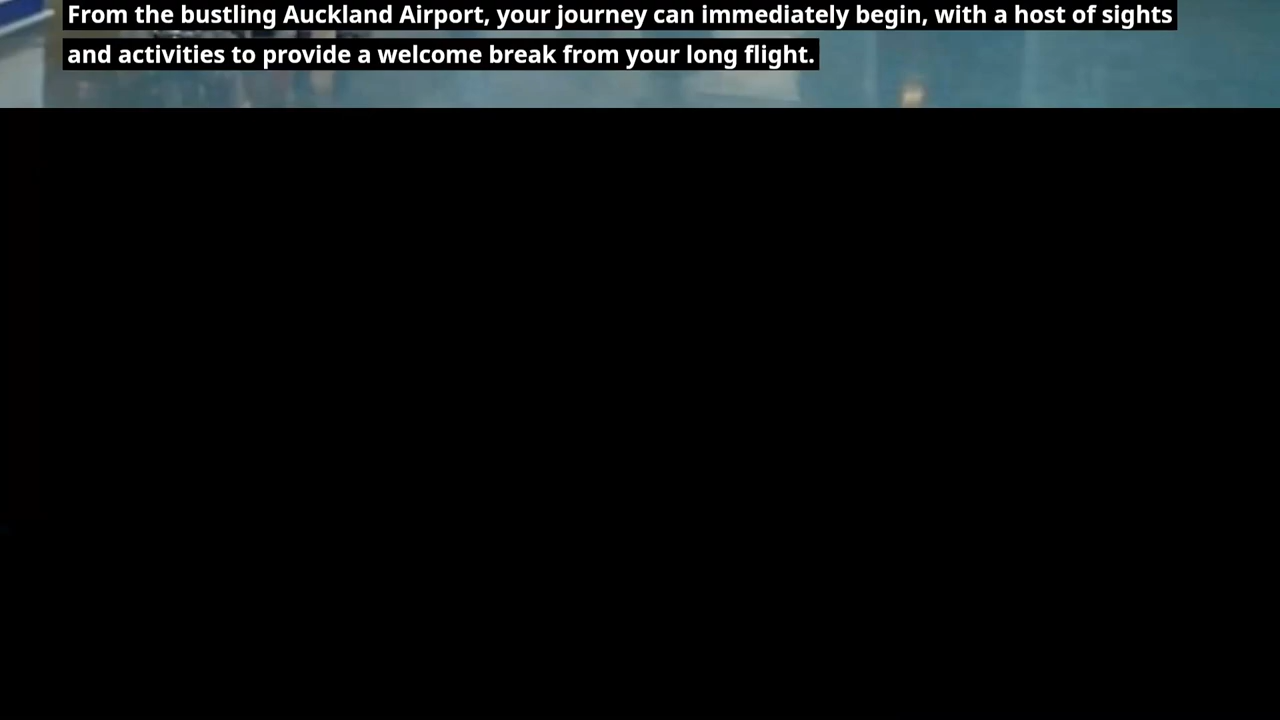 From the bustling Auckland Airport, your journey can immediately begin, with a host of sights
and activities to provide a welcome break from your long flight.